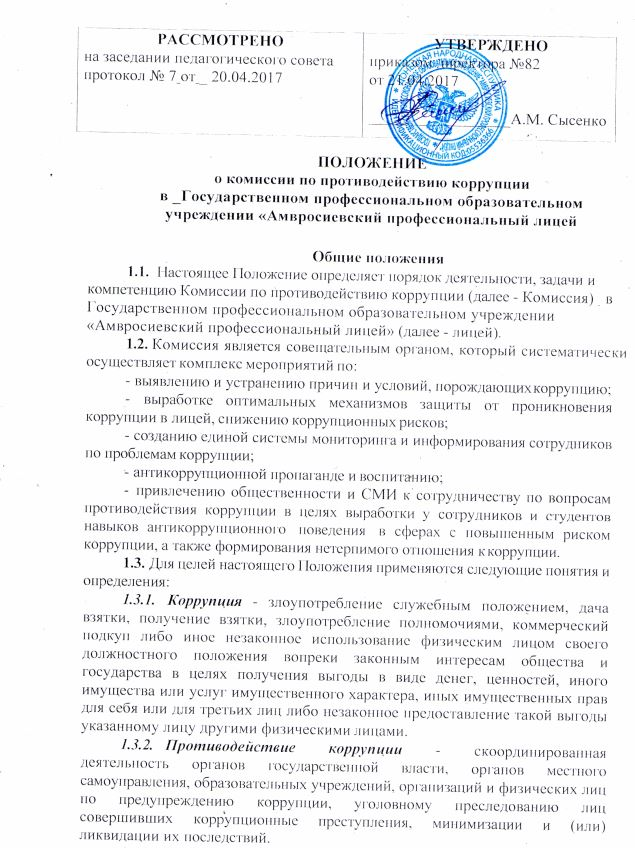 РАССМОТРЕНО
на заседании педагогического совета
протокол № 7 от_ 20.04.2017
УТВЕРЖДЕНО
приказом директора №82
от 21.04.2017
А.М. Сысенко
ПОЛОЖЕНИЕ
о комиссии по противодействию коррупции
в _Государственном профессиональном образовательном
учреждении «Амвросиевский профессиональный лицей
Общие положения
1.1. Настоящее Положение определяет порядок деятельности, задачи и
компетенцию Комиссии по противодействию коррупции (далее - Комиссия) в
Государственном профессиональном образовательном учреждении
«Амвросиевский профессиональный лицей» (далее - лицей).
1.2. Комиссия является совещательным органом, который систематически
осуществляет комплекс мероприятий по:
- выявлению и устранению причин и условий, порождающих коррупцию;
- выработке оптимальных механизмов защиты от проникновения
коррупции в лицей, снижению коррупционных рисков;
- созданию единой системы мониторинга и информирования сотрудников
по проблемам коррупции;
- антикоррупционной пропаганде и воспитанию;
- привлечению общественности и СМИ к сотрудничеству по вопросам
противодействия коррупции в целях выработки у сотрудников и студентов
навыков антикоррупционного поведения в сферах с повышенным риском
коррупции, а также формирования нетерпимого отношения к коррупции.
1.3. Для целей настоящего Положения применяются следующие понятия и
определения:
1.3.1. Коррупция - злоупотребление служебным положением, дача
взятки, получение взятки, злоупотребление полномочиями, коммерческий
подкуп либо иное незаконное использование физическим лицом своего
должностного положения вопреки законным интересам общества и
государства в целях получения выгоды в виде денег, ценностей, иного
имущества или услуг имущественного характера, иных имущественных прав
для себя или для третьих лиц либо незаконное предоставление такой выгоды
указанному лицу другими физическими лицами.
1.3.2. Противодействие коррупции - скоординированная
деятельность органов государственной власти, органов местного
самоуправления, образовательных учреждений, организаций и физических лиц
по предупреждению коррупции, уголовному преследованию лиц
совершивших коррупционные преступления, минимизации и (или)
ликвидации их последствий.